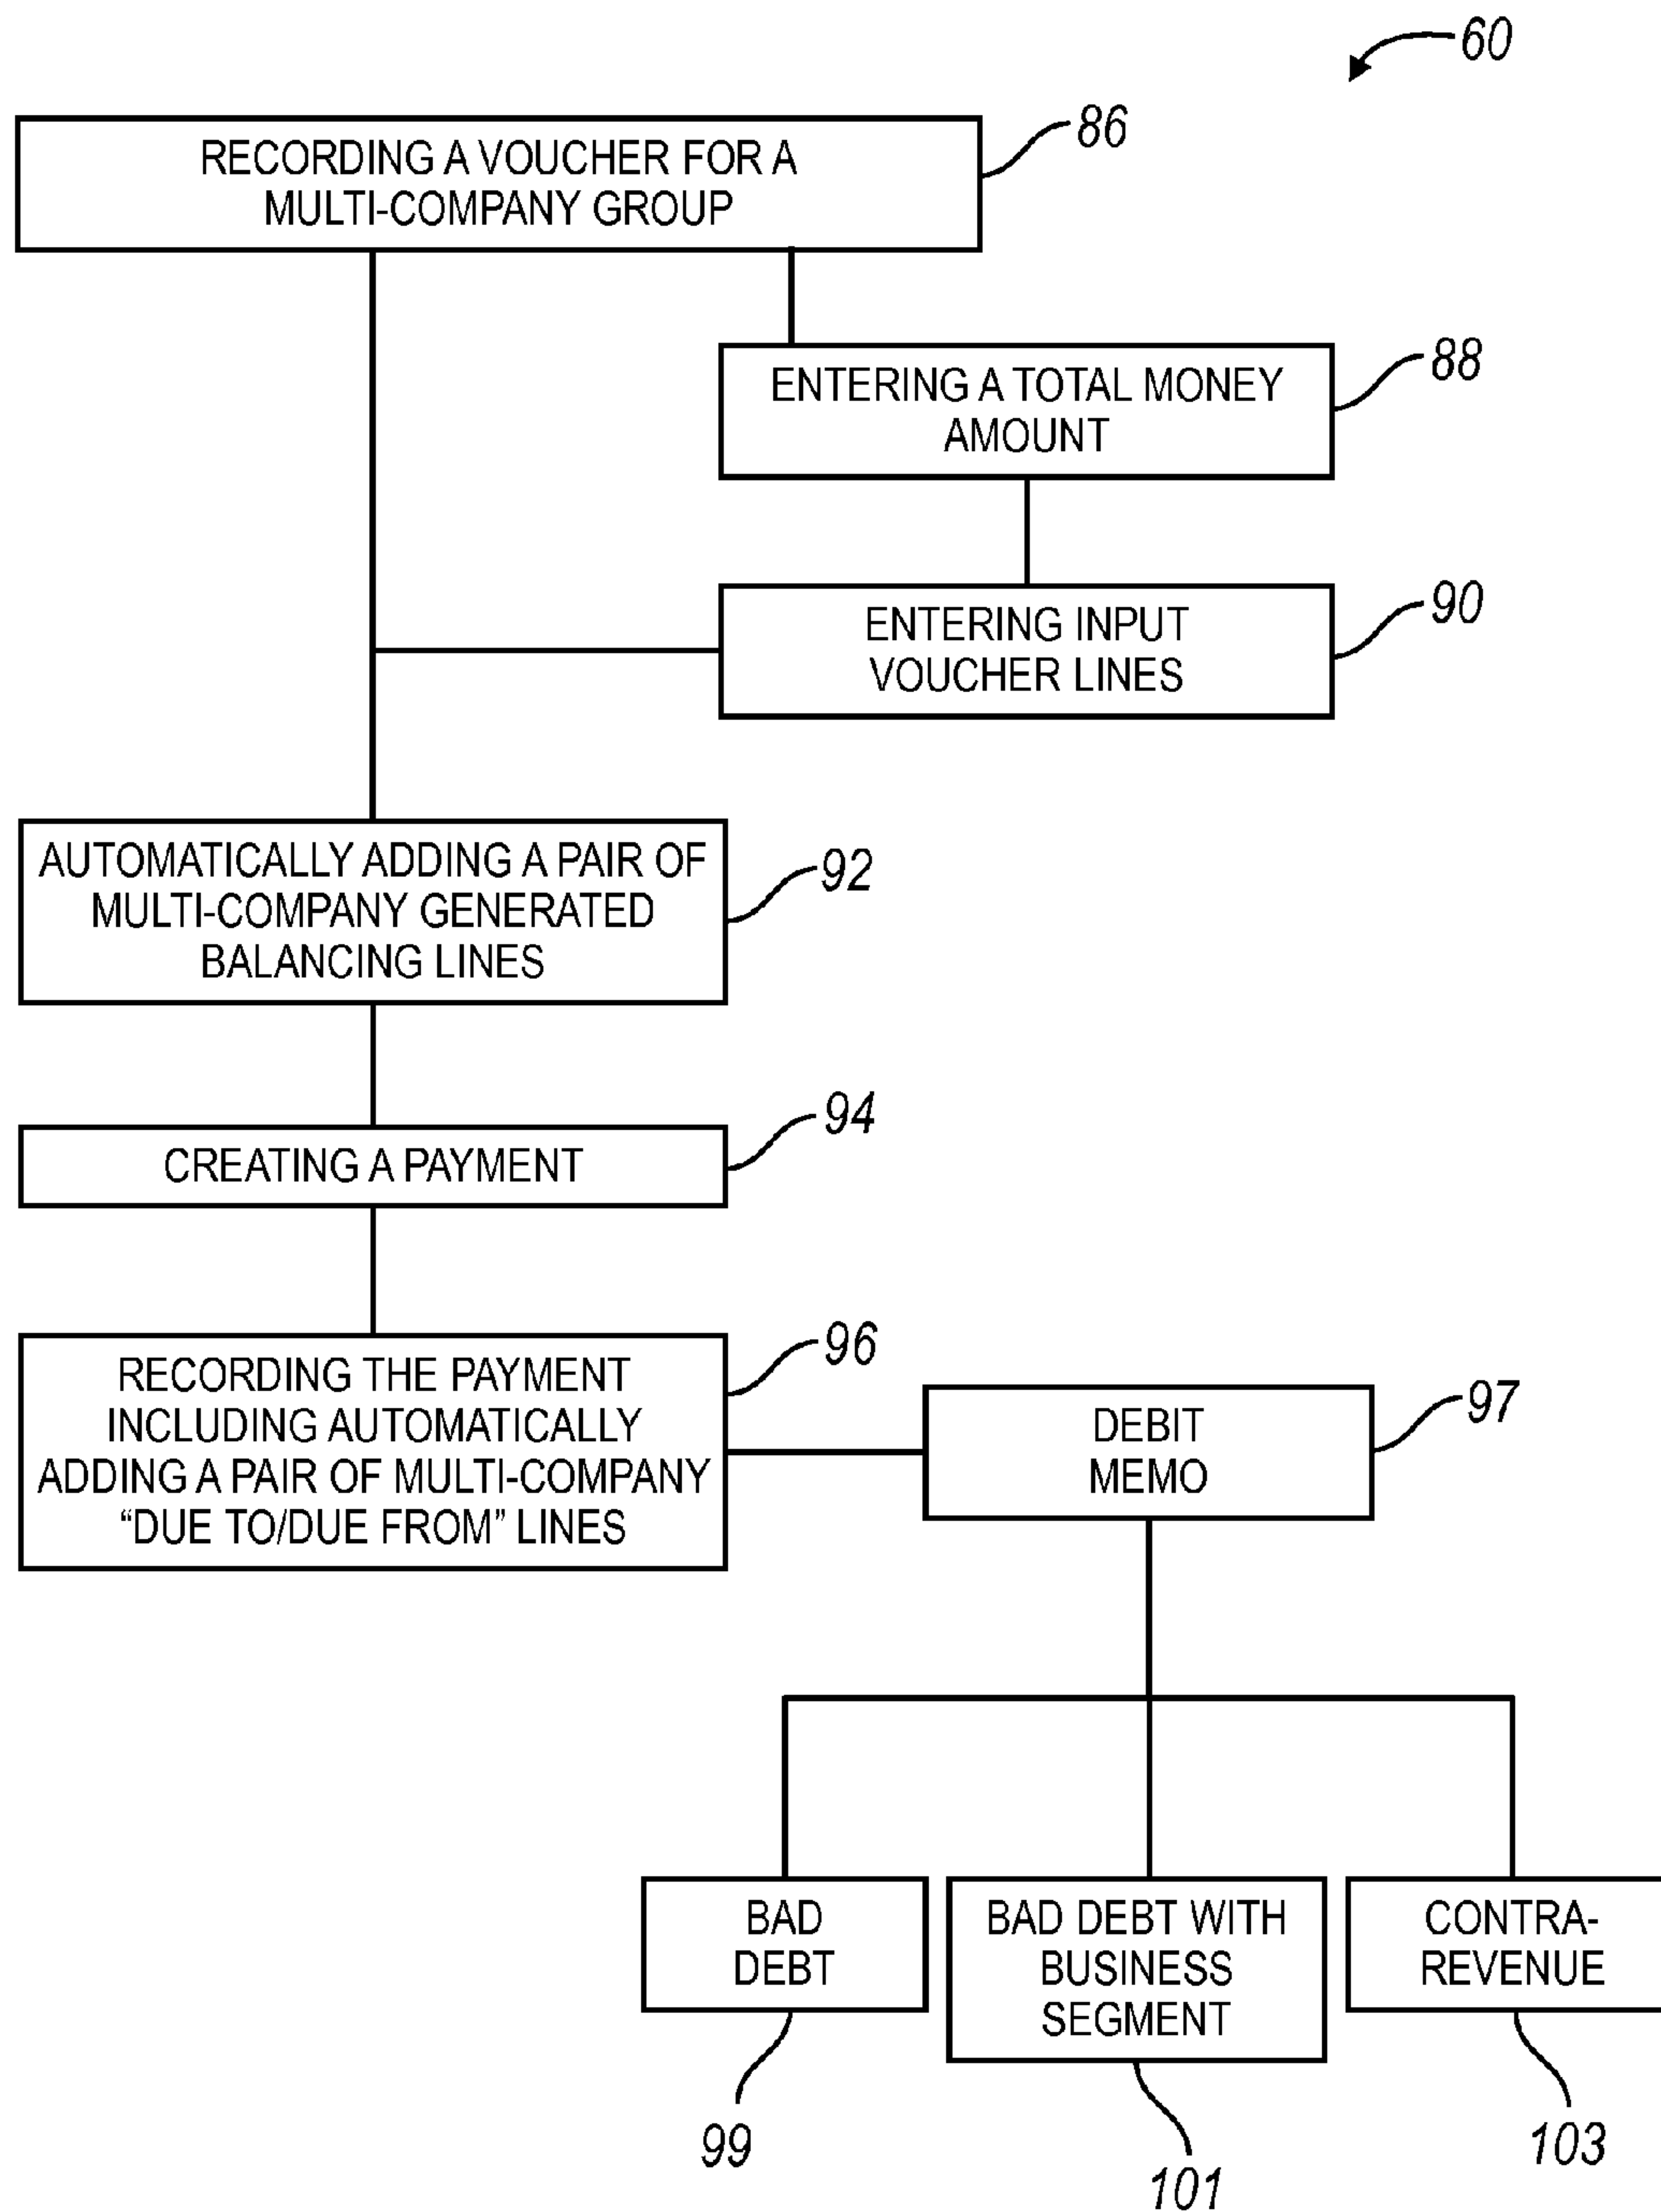 60
RECORDING A VOUCHER FOR A
MULTI-COMPANY GROUP
86
ENTERING A TOTAL MONEY
AMOUNT
88
ENTERING INPUT
VOUCHER LINES
90
AUTOMATICALLY ADDING A PAIR OF
MULTI-COMPANY GENERATED
BALANCING LINES
92
CREATING A PAYMENT
94
RECORDING THE PAYMENT
INCLUDING AUTOMATICALLY
ADDING A PAIR OF MULTI-COMPANY
“DUE TO/DUE FROM” LINES
96
DEBIT
MEMO
97
BAD
DEBT
99
BAD DEBT WITH
BUSINESS
SEGMENT
101
CONTRA-
REVENUE
103